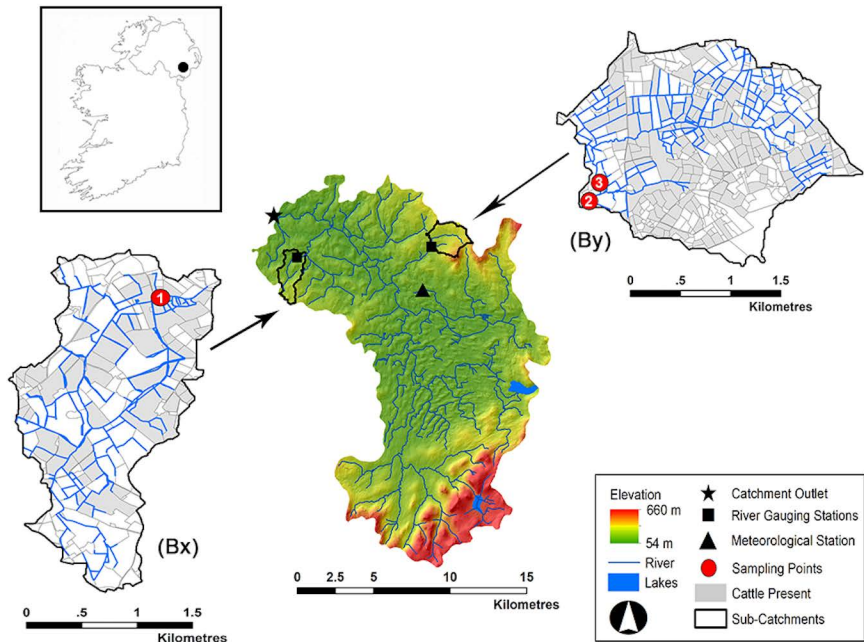 3
2
(By)
0 0.5 1 1.5
Kilometres
1
(Bx)
0 0.5 1 1.5
Kilometres
0 2.5 5 10 15
Kilometres
Elevation
660 m
54 m
River
Lakes
Catchment Outlet
River Gauging Stations
Meteorological Station
Sampling Points
Cattle Present
Sub-Catchments